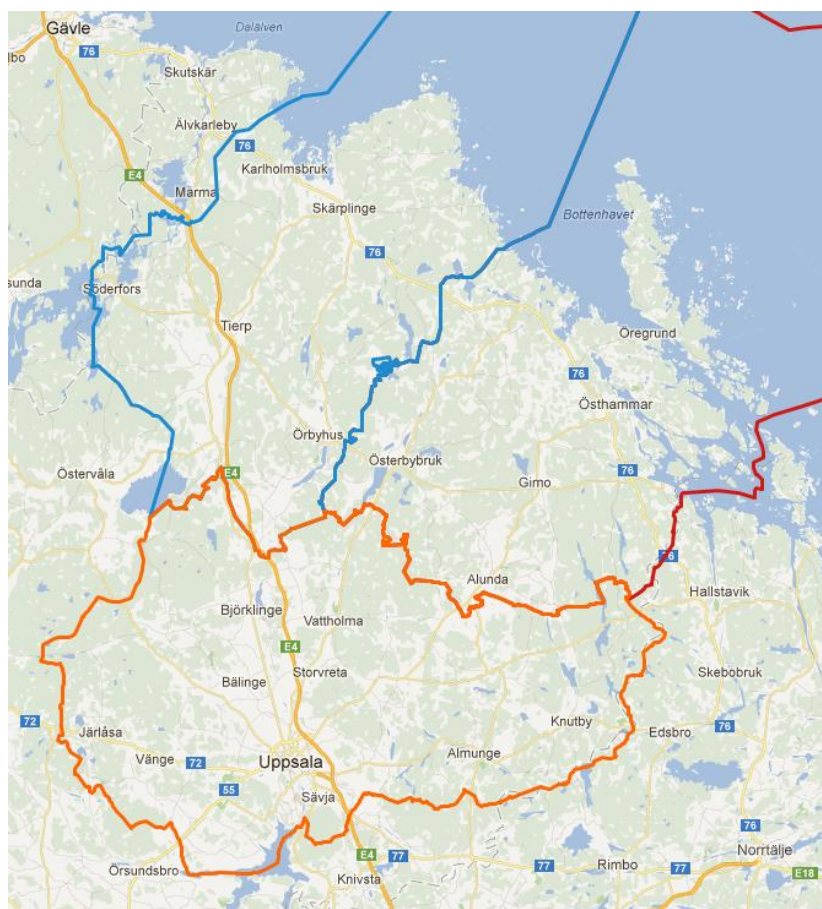 Gävle
Dalälven
76
lbo
Skutskär
Älvkarleby
76
Karlholmsbruk
E4
Marma
Skärplinge
Bottenhavet
76
sunda
Söderfors
Tierp
Öregrund
76
Östhammar
Örbyhus
Österbybruk
Östervåla
E4
76
Gimo
76
Alunda
Hallstavik
Björklinge
Vattholma
E4
Storvreta
Skebobruk
Bälinge
72
Knutby
Järlåsa
Edsbro
76
Vänge
72
Uppsala
Almunge
55
Sävja
76
Norrtälje
E4
77
Örsundsbro
Rimbo
77
77
E18
Knivsta